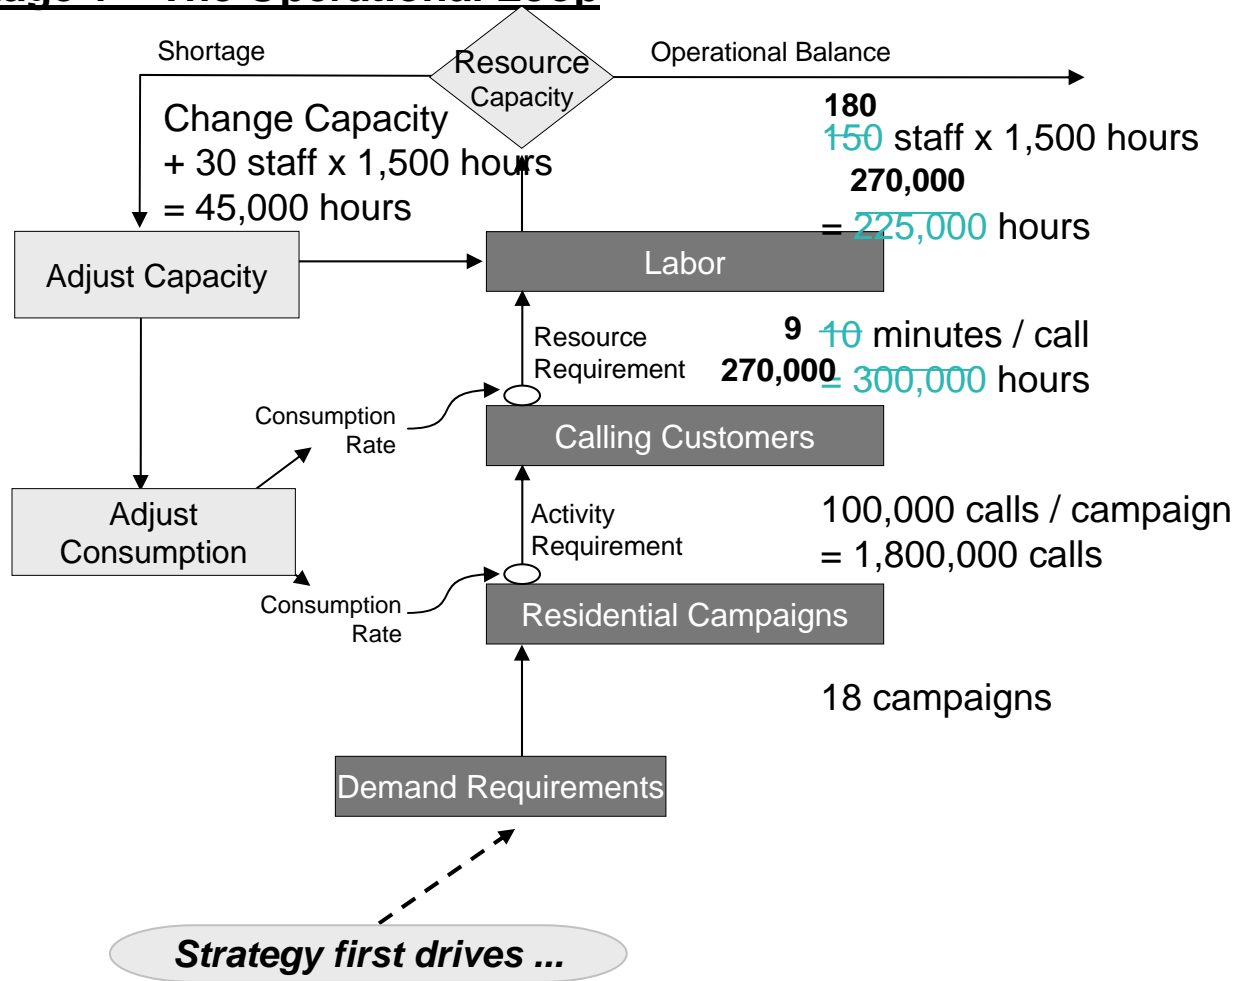 The Operational Loop
Shortage
Resource
Capacity
Operational Balance
Change Capacity
+ 30 staff x 1,500 hours
= 45,000 hours
180
150 staff x 1,500 hours
270,000
= 225,000 hours
Adjust Capacity
Labor
Resource
Requirement
9 10 minutes / call
270,000 = 300,000 hours
Consumption
Rate
Calling Customers
Adjust
Consumption
Activity
Requirement
100,000 calls / campaign
= 1,800,000 calls
Consumption
Rate
Residential Campaigns
18 campaigns
Demand Requirements
Strategy first drives ...